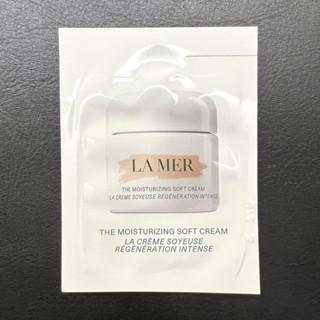 LA MER
THE MOISTURIZING SOFT CREAM
LA CRÈME SOYEUSE RÉGÉNÉRATION INTENSE
THE MOISTURIZING SOFT CREAM
LA CRÈME SOYEUSE
RÉGÉNÉRATION INTENSE